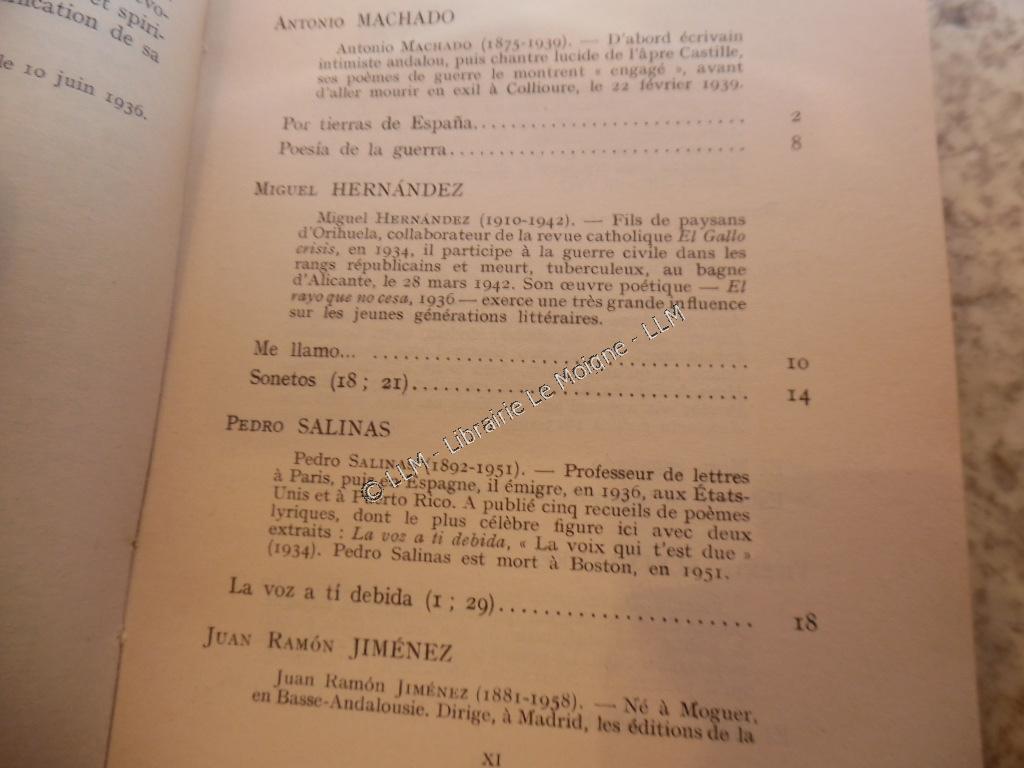 evo-
et spiri-
ification de sa
le 10 juin 1936.
Antonio MACHADO
Antonio Machado (1875-1939). — D'abord écrivain
intimiste andalou, puis chantre lucide de l'âpre Castille,
ses poèmes de guerre le montrent « engagé », avant
d'aller mourir en exil à Collioure, le 22 février 1939.
Por tierras de España.............................. 2
Poesía de la guerra.............................. 8
Miguel HERNÁNDEZ
Miguel Hernández (1910-1942). — Fils de paysans
d'Orihuela, collaborateur de la revue catholique El Gallo
crisis, en 1934, il participe à la guerre civile dans les
rangs républicains et meurt, tuberculeux, au bagne
d'Alicante, le 28 mars 1942. Son œuvre poétique — El
rayo que no cesa, 1936 — exerce une très grande influence
sur les jeunes générations littéraires.
Me llamo... .............................. 10
Sonetos (18 ; 21).............................. 14
Pedro SALINAS
Pedro Salinas (1892-1951). — Professeur de lettres
à Paris, puis en Espagne, il émigre, en 1936, aux États-
Unis et à Puerto Rico. A publié cinq recueils de poèmes
lyriques, dont le plus célèbre figure ici avec deux
extraits : La voz a ti debida, « La voix qui t'est due »
(1934). Pedro Salinas est mort à Boston, en 1951.
La voz a tí debida (1 ; 29).............................. 18
Juan Ramón JIMÉNEZ
Juan Ramón Jiménez (1881-1958). — Né à Moguer,
en Basse-Andalousie. Dirige, à Madrid, les éditions de la
XI
© LLM - Librairie Le Moigne - LLM